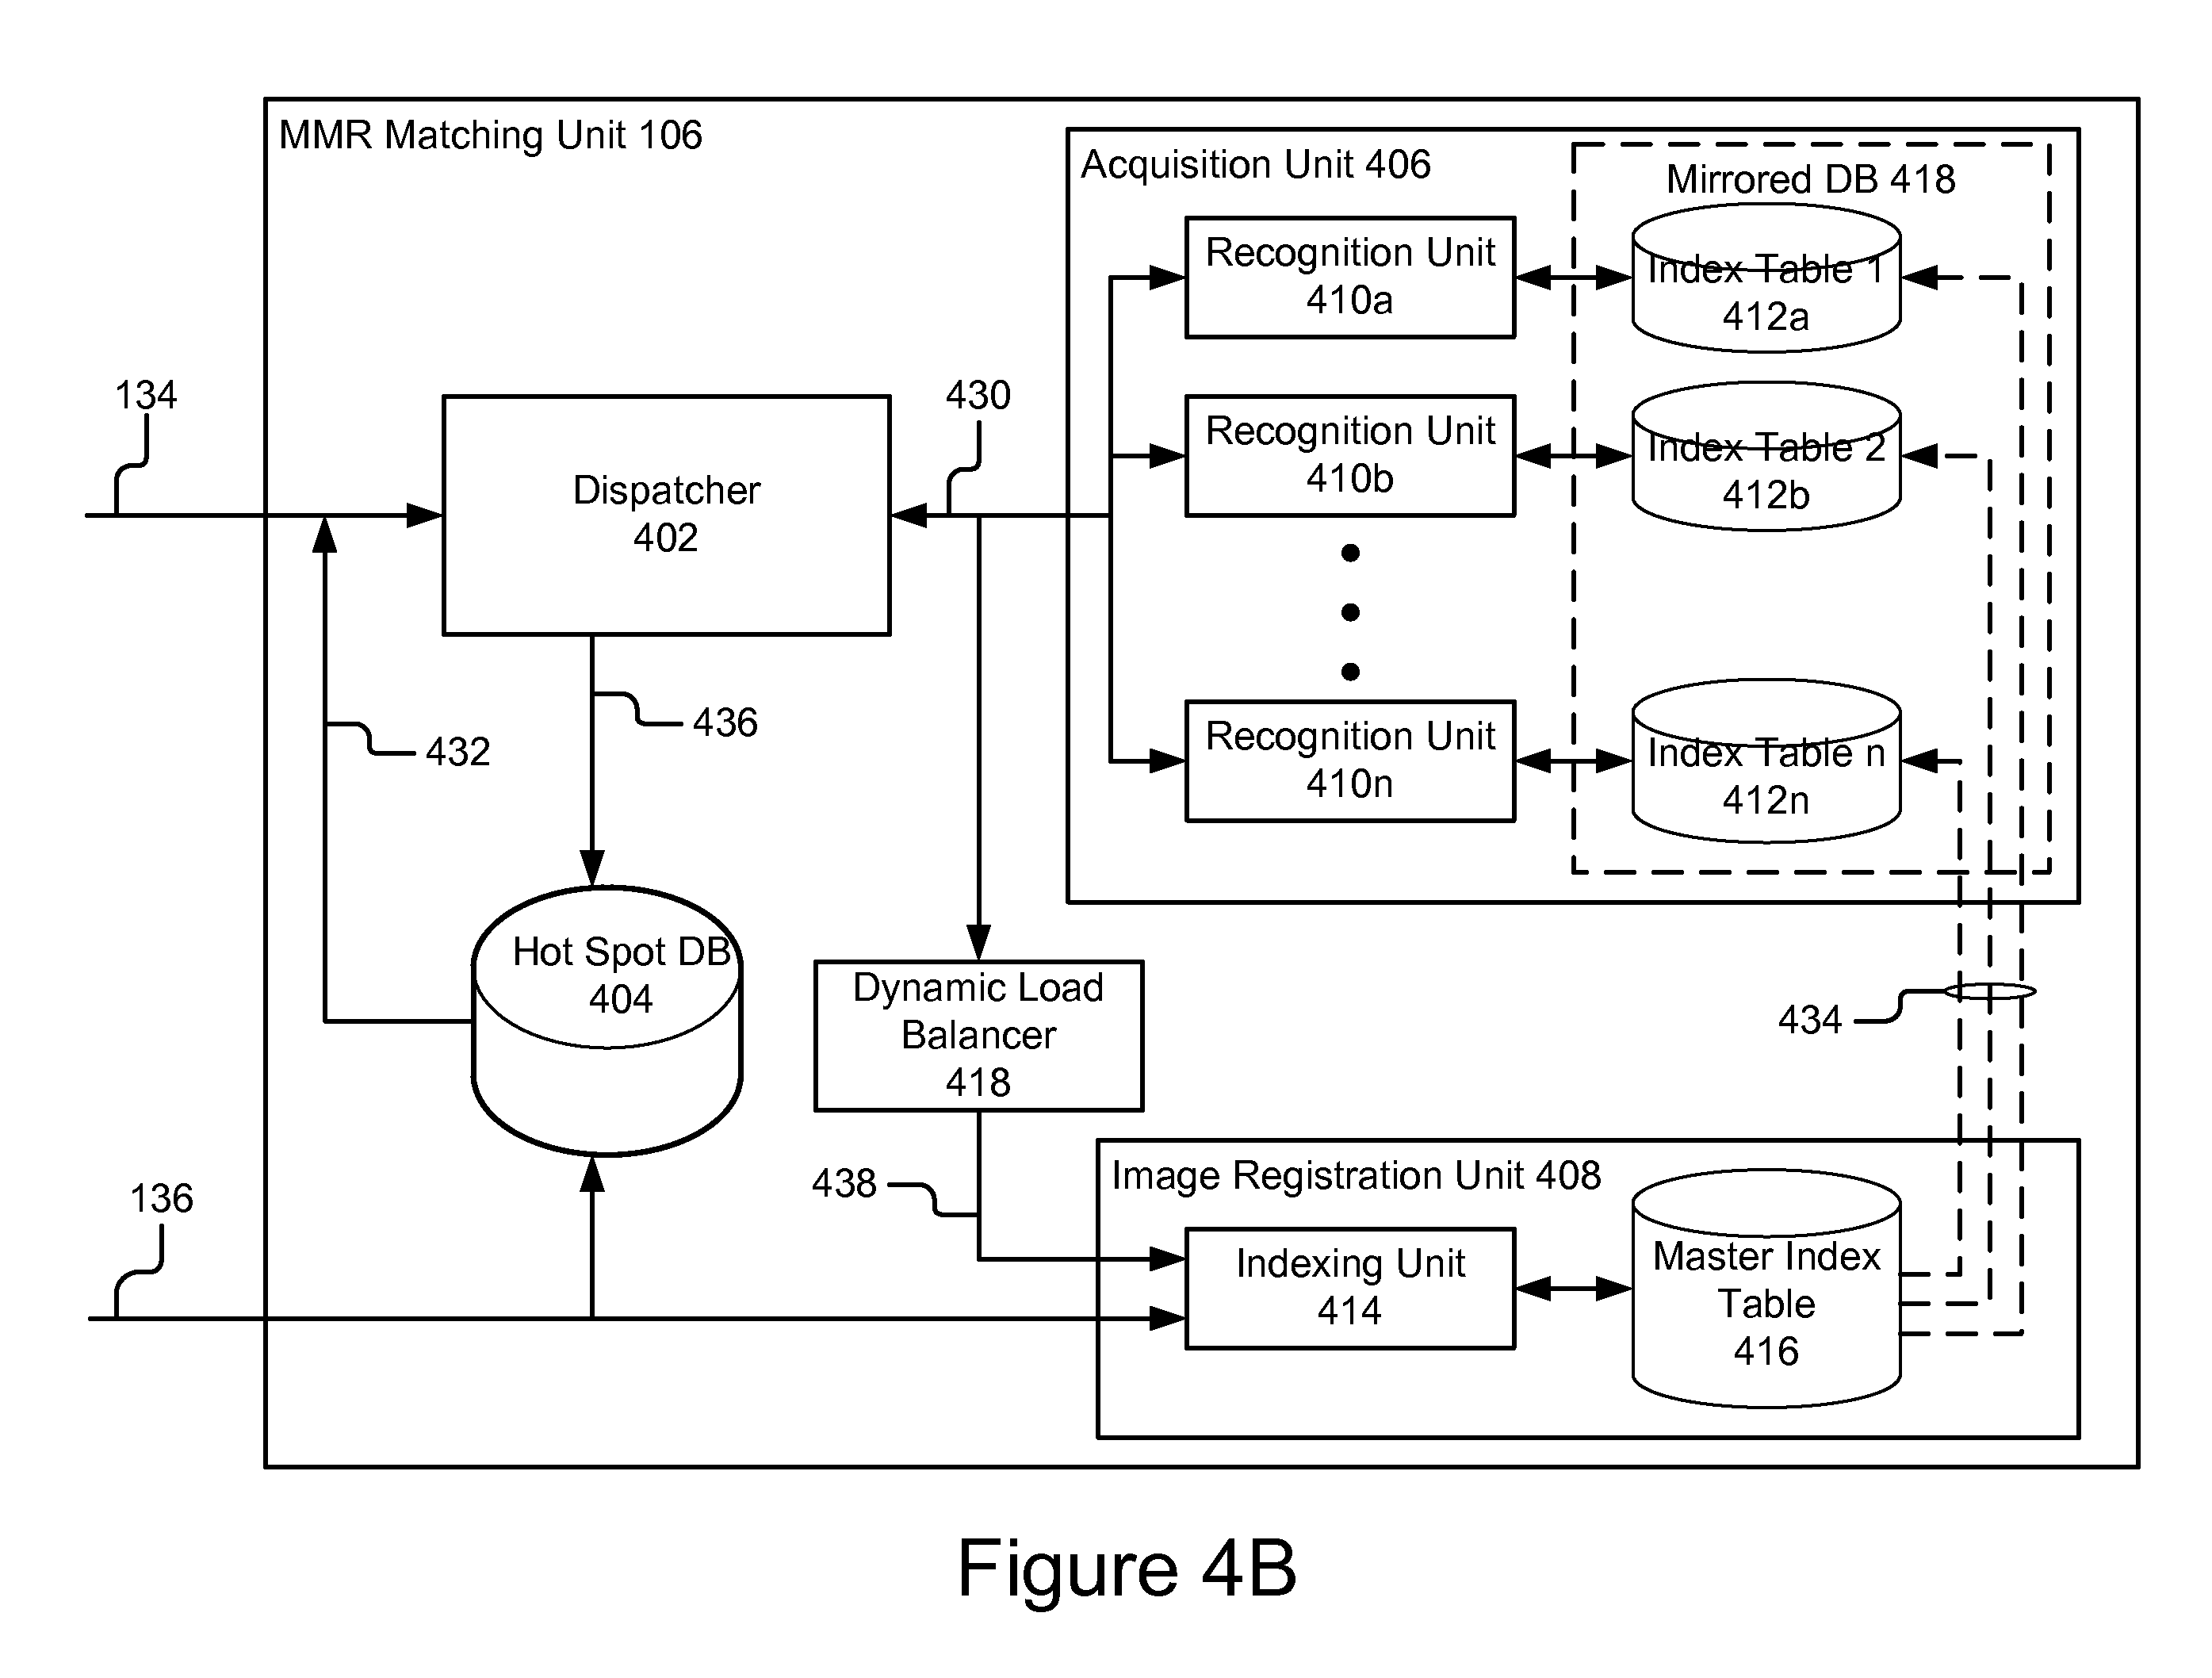 MMR Matching Unit 106
Acquisition Unit 406
Mirrored DB 418
Recognition Unit
410a
Index Table 1
412a
134
430
Recognition Unit
410b
Index Table 2
412b
Dispatcher
402
436
432
Recognition Unit
410n
Index Table n
412n
Hot Spot DB
404
Dynamic Load
Balancer
418
434
438
136
Image Registration Unit 408
Indexing Unit
414
Master Index
Table
416
Figure 4B